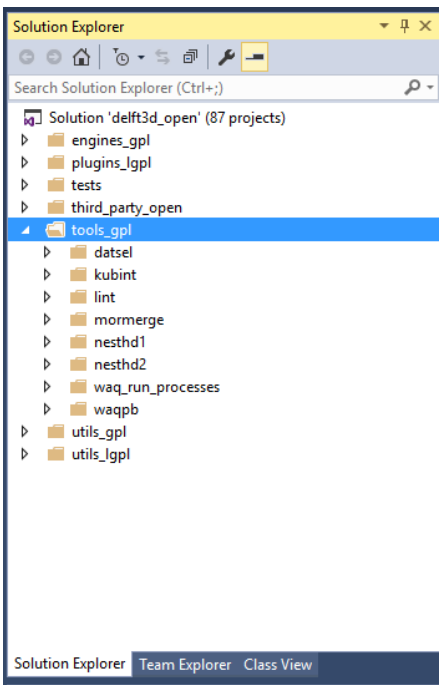 Solution Explorer
Search Solution Explorer (Ctrl+;)
Solution 'delft3d_open' (87 projects)
engines_gpl
plugins_lgpl
tests
third_party_open
tools_gpl
datsel
kubint
lint
mormerge
nesthd1
nesthd2
waq_run_processes
waqpb
utils_gpl
utils_lgpl
Solution Explorer Team Explorer Class View